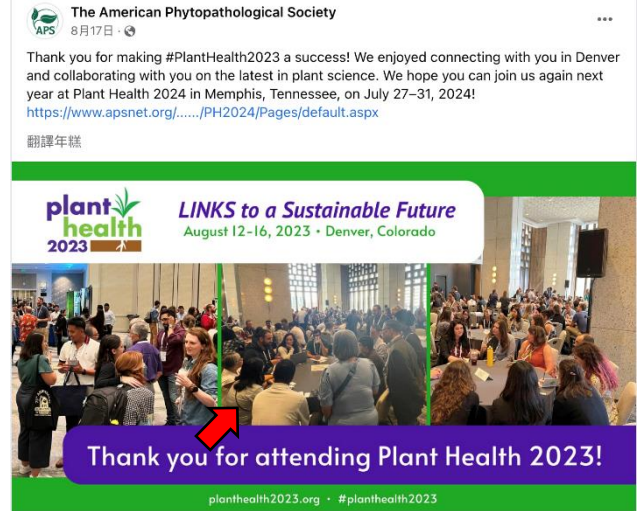 The American Phytopathological Society
APS
8月17日 ·
Thank you for making #PlantHealth2023 a success! We enjoyed connecting with you in Denver
and collaborating with you on the latest in plant science. We hope you can join us again next
year at Plant Health 2024 in Memphis, Tennessee, on July 27–31, 2024!
https://www.apsnet.org/....../PH2024/Pages/default.aspx
翻譯年糕
plant
health
2023
LINKS to a Sustainable Future
August 12-16, 2023 • Denver, Colorado
Thank you for attending Plant Health 2023!
planthealth2023.org • #planthealth2023